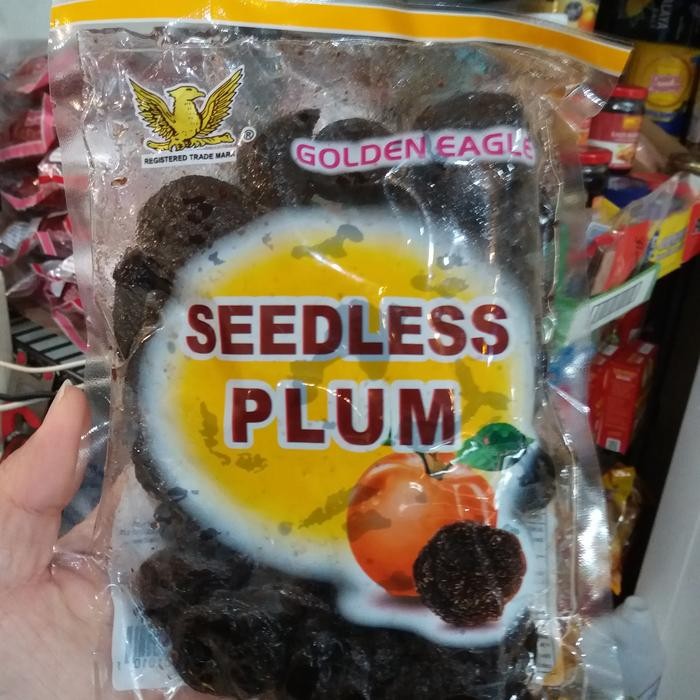 REGISTERED TRADE MARK
®
GOLDEN EAGLE
SEEDLESS
PLUM